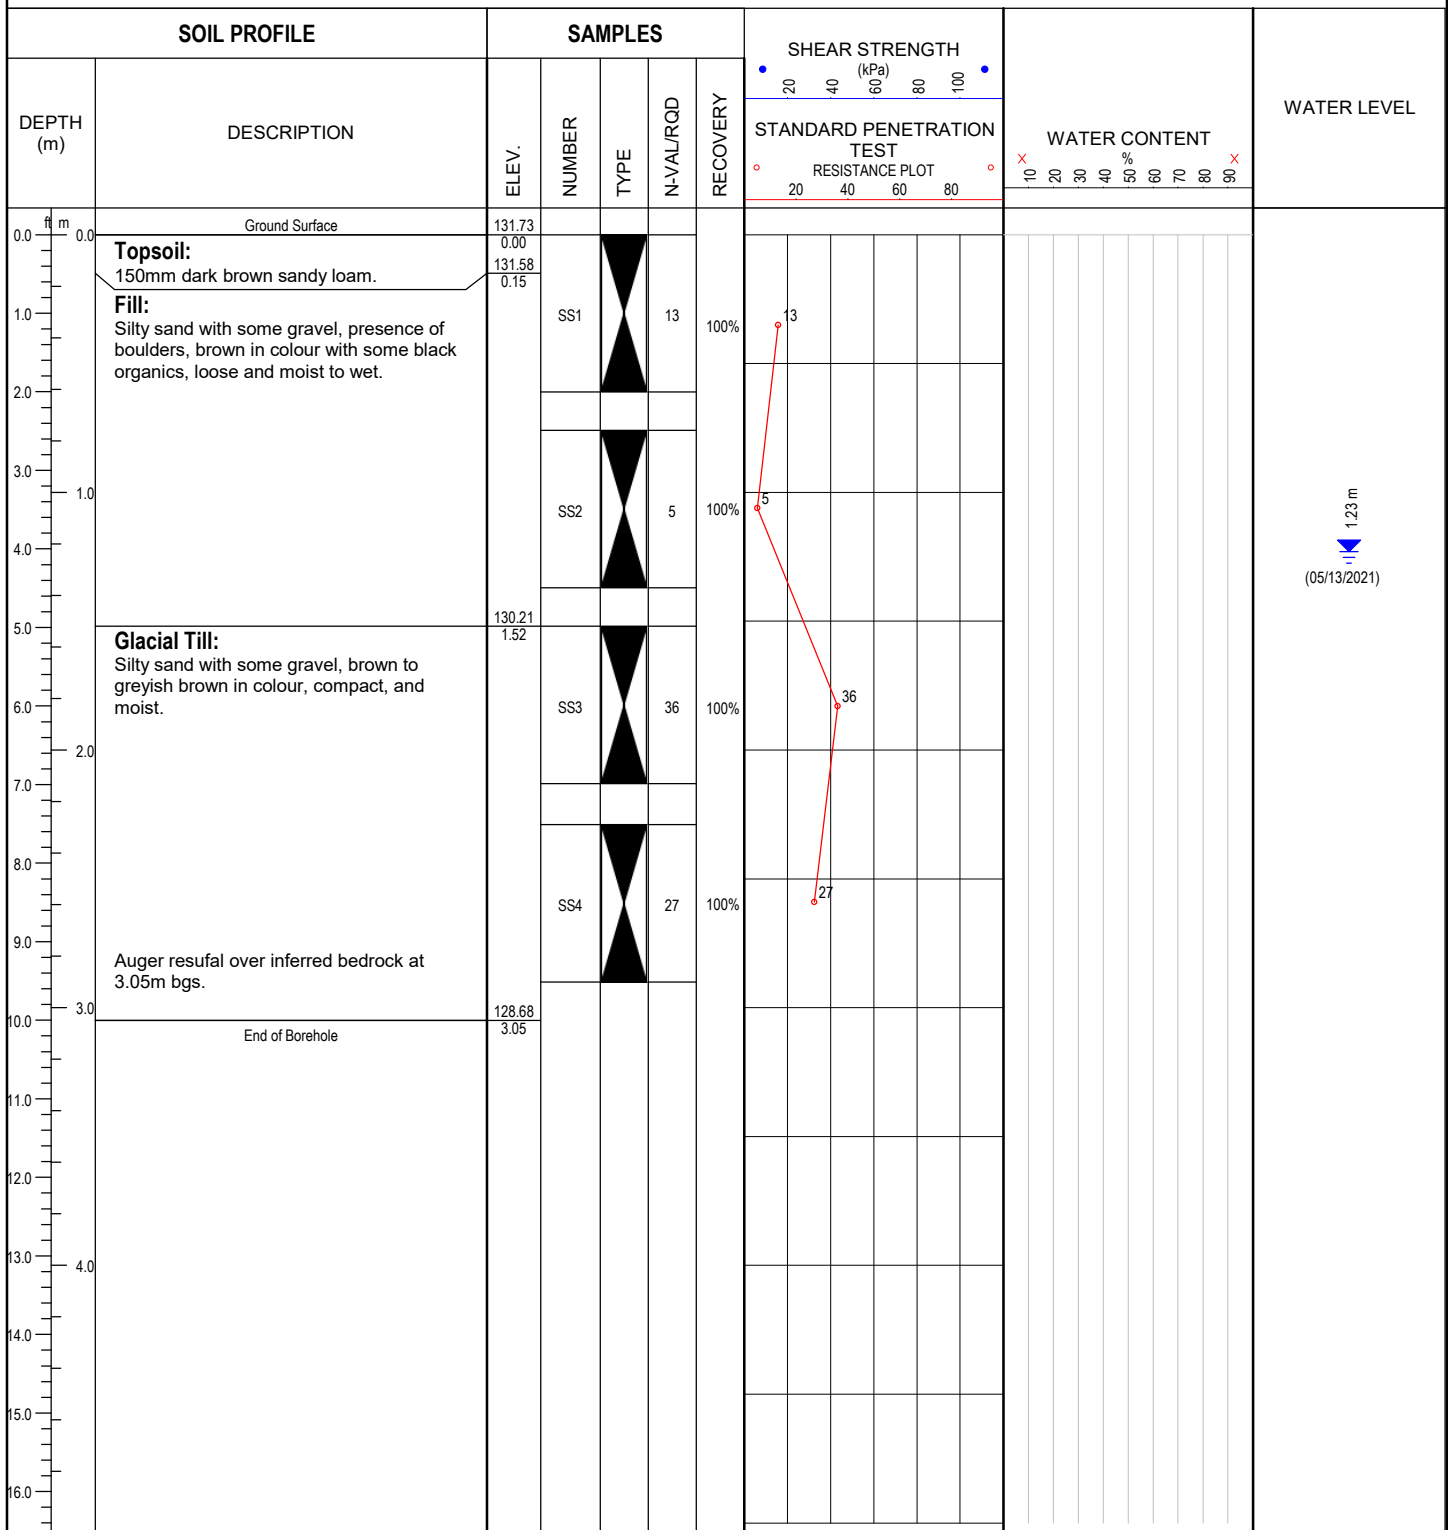 SOIL PROFILE
SAMPLES
SHEAR STRENGTH
(kPa)
20 40 60 80 100
DEPTH
(m)
DESCRIPTION
ELEV.
NUMBER
TYPE
N-VAL/RQD
RECOVERY
STANDARD PENETRATION
TEST
RESISTANCE PLOT
20 40 60 80
WATER CONTENT
%
X X
10 20 30 40 50 60 70 80 90
WATER LEVEL
ft m
0.0 0.0
Ground Surface
131.73
0.00
Topsoil:
150mm dark brown sandy loam.
131.58
0.15
Fill:
Silty sand with some gravel, presence of
boulders, brown in colour with some black
organics, loose and moist to wet.
1.0
SS1 13 100% 13
2.0
3.0
1.0
SS2 5 100% 5
4.0
1.23 m
(05/13/2021)
130.21
1.52
5.0
Glacial Till:
Silty sand with some gravel, brown to
greyish brown in colour, compact, and
moist.
6.0
SS3 36 100% 36
2.0
7.0
8.0
SS4 27 100% 27
9.0
Auger resufal over inferred bedrock at
3.05m bgs.
3.0
10.0
128.68
3.05
End of Borehole
11.0
12.0
13.0
4.0
14.0
15.0
16.0